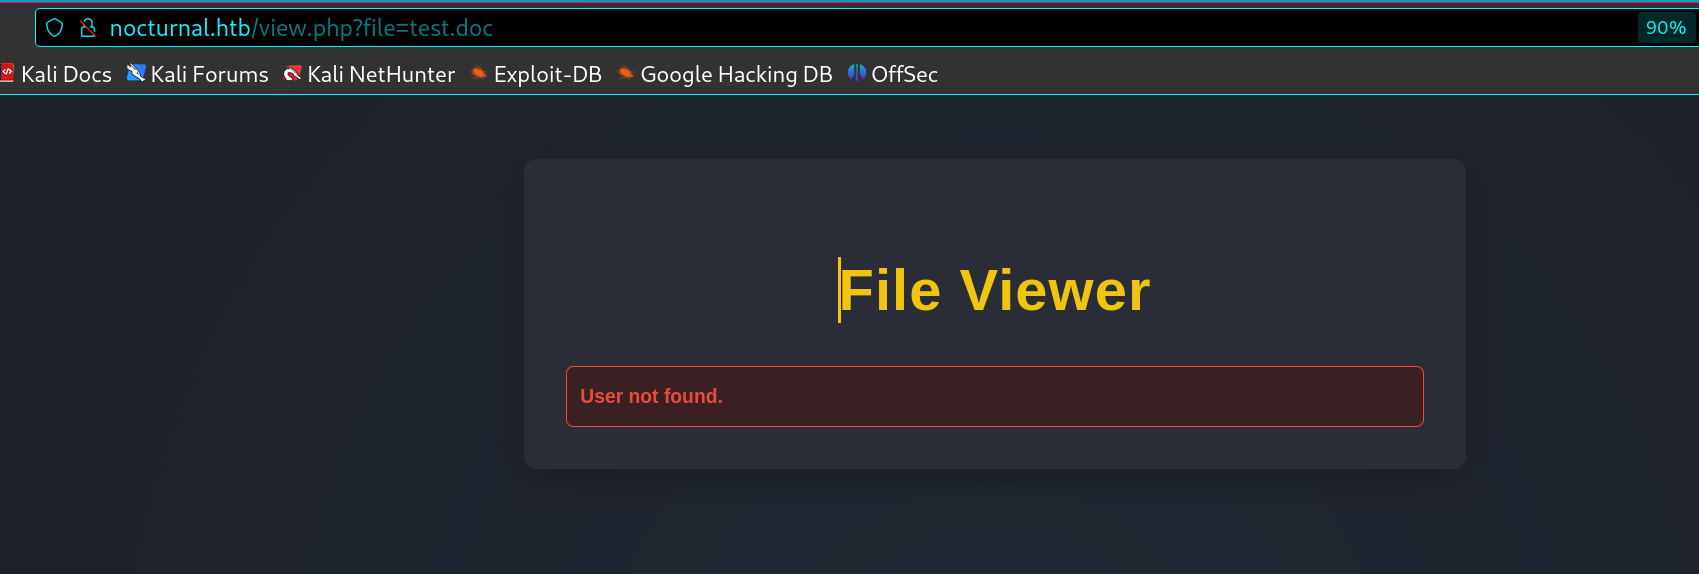 nocturnal.htb/view.php?file=test.doc 90%
Kali Docs Kali Forums Kali NetHunter Exploit-DB Google Hacking DB OffSec
File Viewer
User not found.